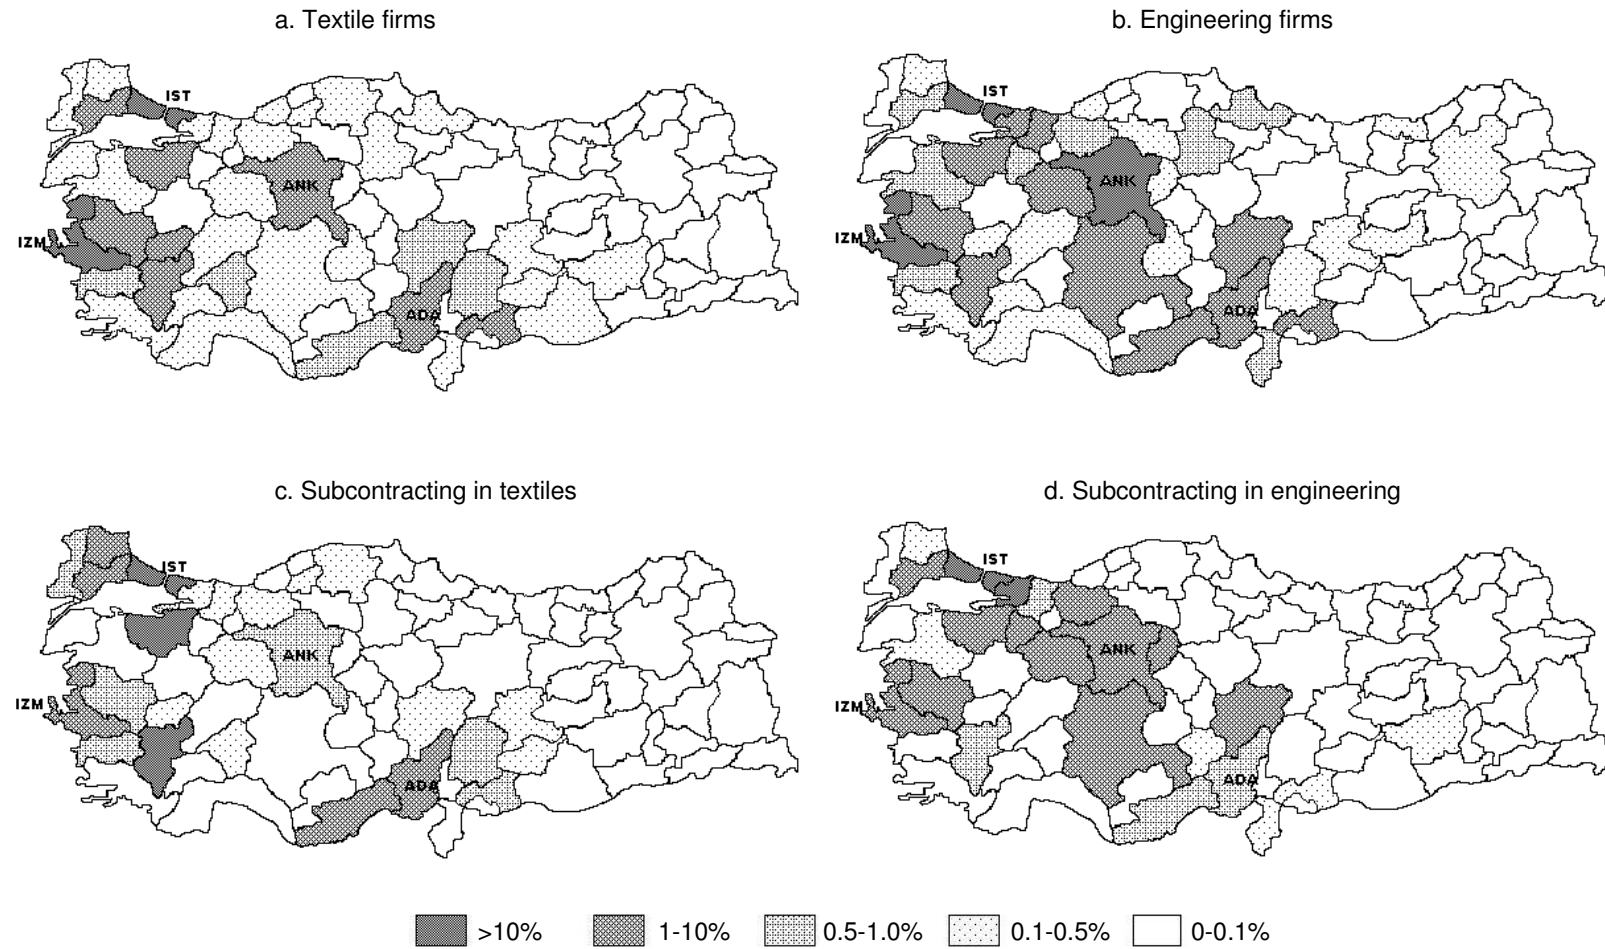 a. Textile firms
b. Engineering firms
IST
IST
ANK
ANK
IZM
IZM
ADA
ADA
c. Subcontracting in textiles
d. Subcontracting in engineering
IST
IST
ANK
ANK
IZM
IZM
ADA
ADA
>10%
1-10%
0.5-1.0%
0.1-0.5%
0-0.1%